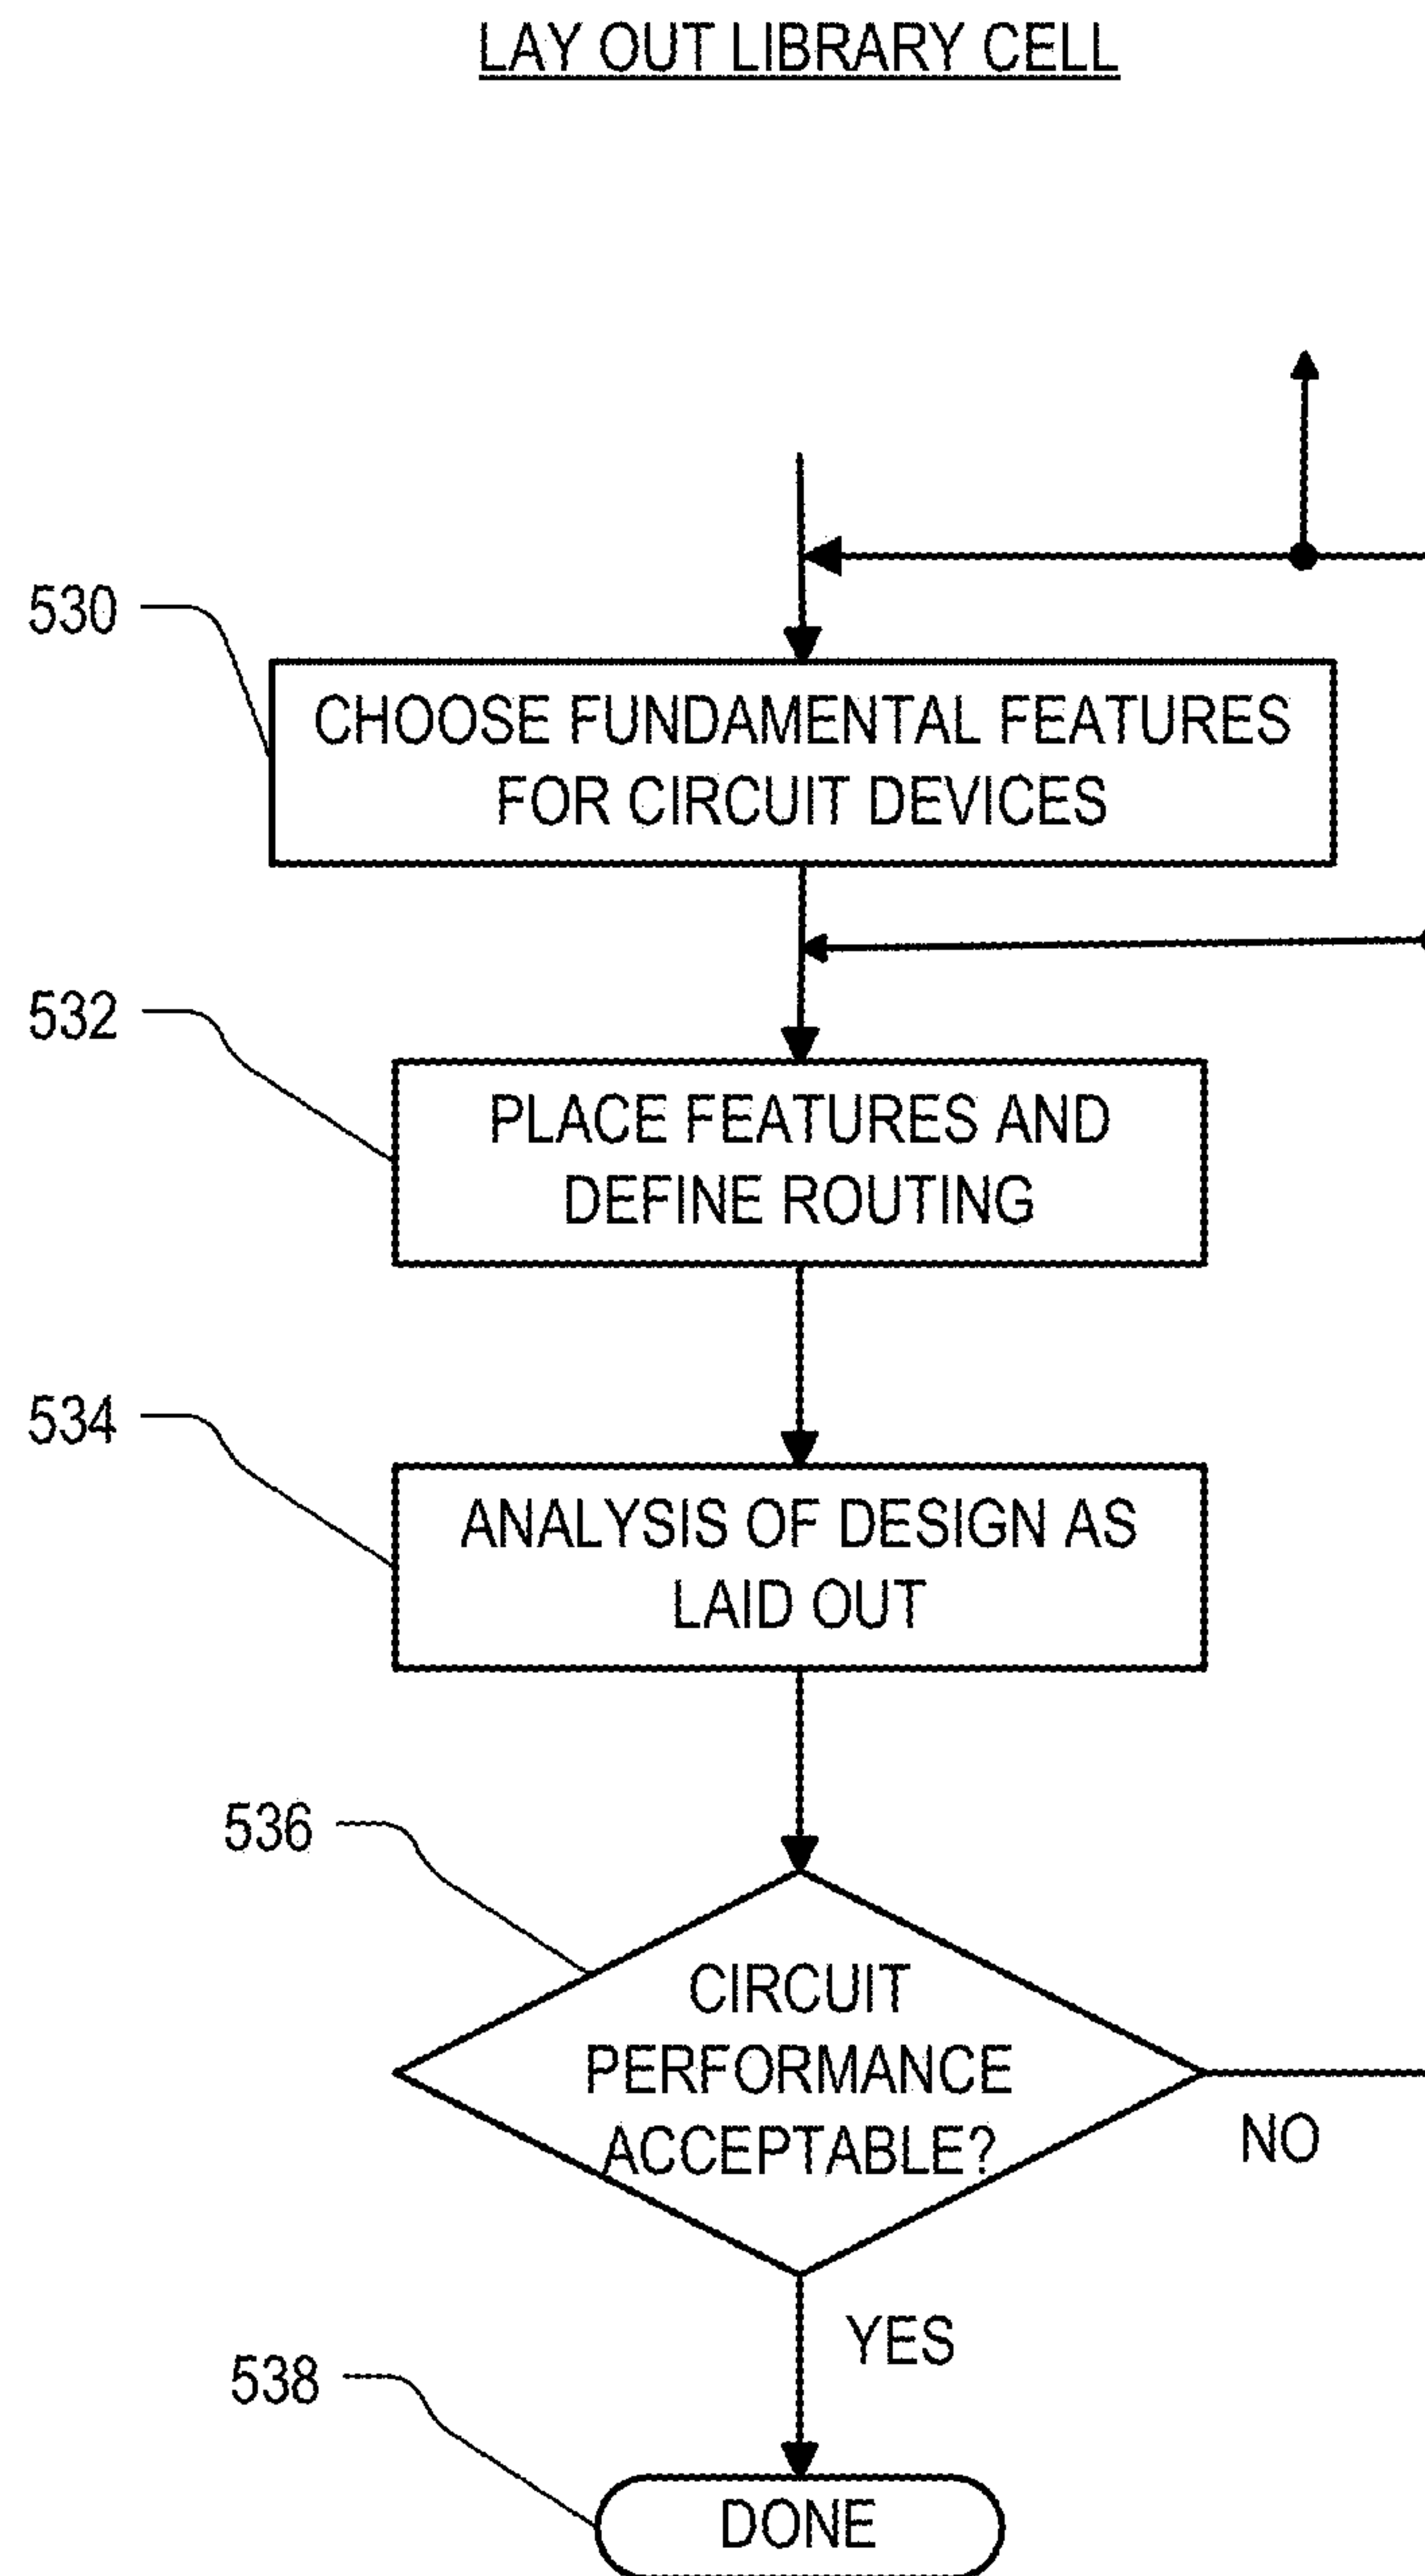 LAY OUT LIBRARY CELL
530
CHOOSE FUNDAMENTAL FEATURES
FOR CIRCUIT DEVICES
532
PLACE FEATURES AND
DEFINE ROUTING
534
ANALYSIS OF DESIGN AS
LAID OUT
536
CIRCUIT
PERFORMANCE
ACCEPTABLE?
NO
YES
538
DONE